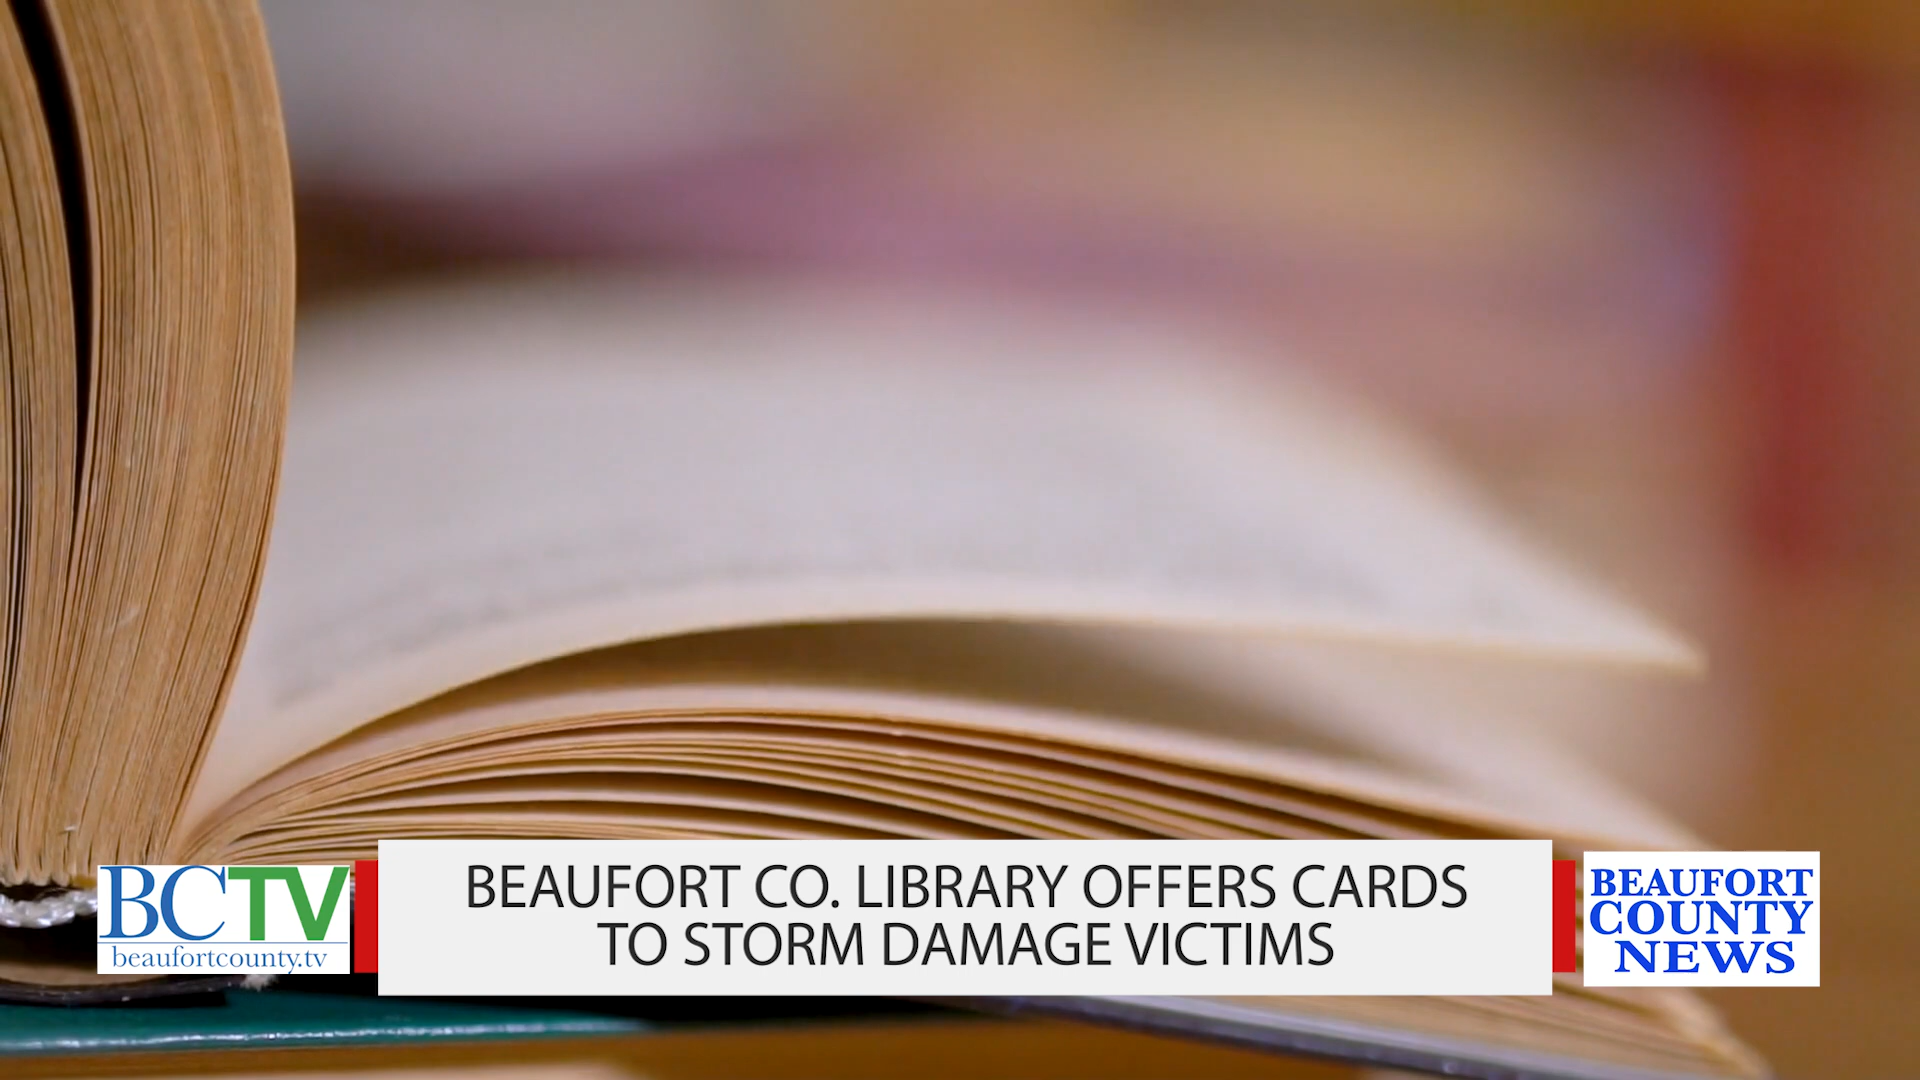 BCTV
beaufortcounty.tv
BEAUFORT CO. LIBRARY OFFERS CARDS
TO STORM DAMAGE VICTIMS
BEAUFORT
COUNTY
NEWS